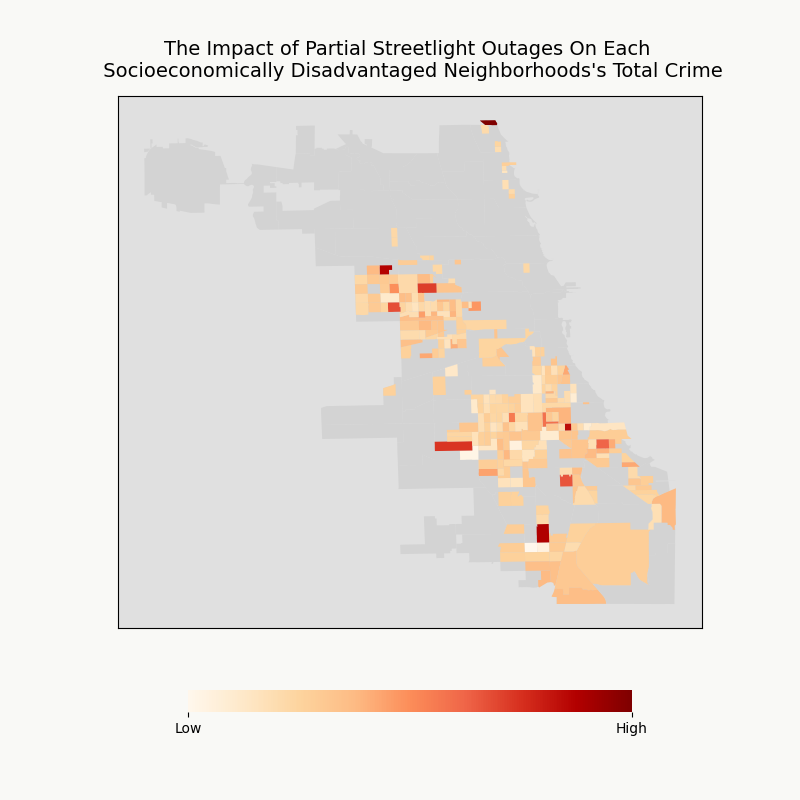 The Impact of Partial Streetlight Outages On Each
Socioeconomically Disadvantaged Neighborhoods's Total Crime
Low
High